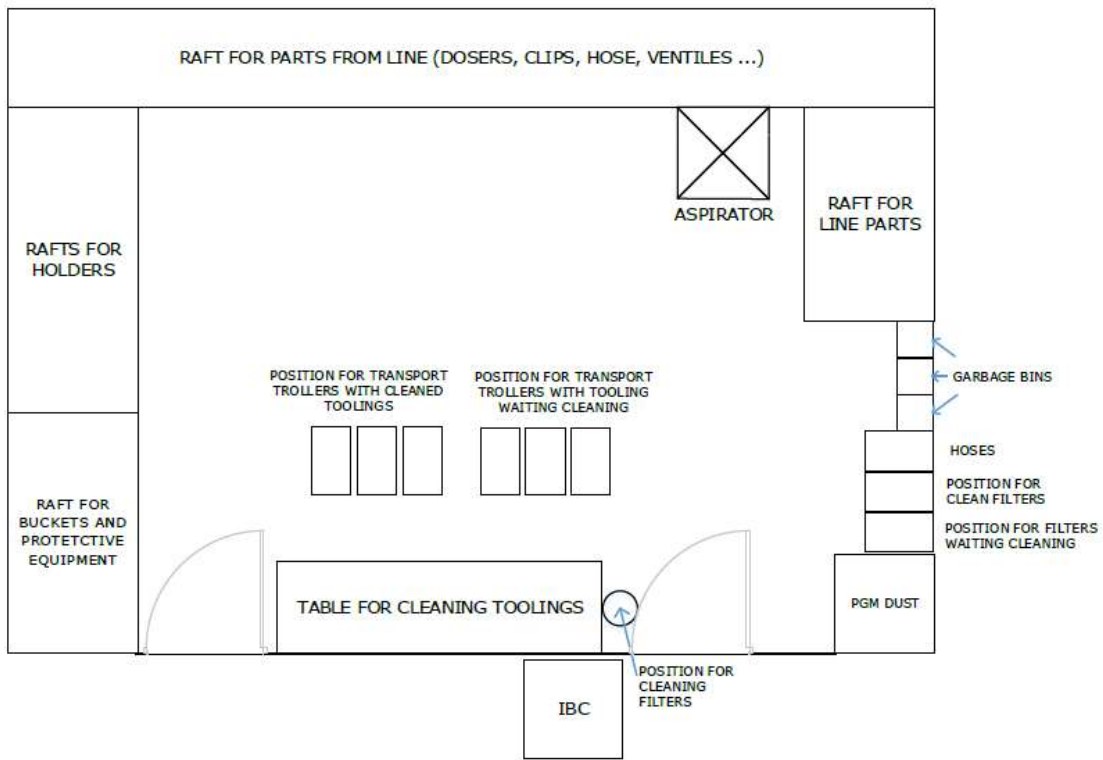 RAFT FOR PARTS FROM LINE (DOSERS, CLIPS, HOSE, VENTILES ...)
RAFTS FOR
HOLDERS
ASPIRATOR
RAFT FOR
LINE PARTS
POSITION FOR TRANSPORT
TROLLERS WITH CLEANED
TOOLINGS
POSITION FOR TRANSPORT
TROLLERS WITH TOOLING
WAITING CLEANING
GARBAGE BINS
HOSES
POSITION FOR
CLEAN FILTERS
POSITION FOR FILTERS
WAITING CLEANING
RAFT FOR
BUCKETS AND
PROTETCTIVE
EQUIPMENT
TABLE FOR CLEANING TOOLINGS
PGM DUST
POSITION FOR
CLEANING
FILTERS
IBC